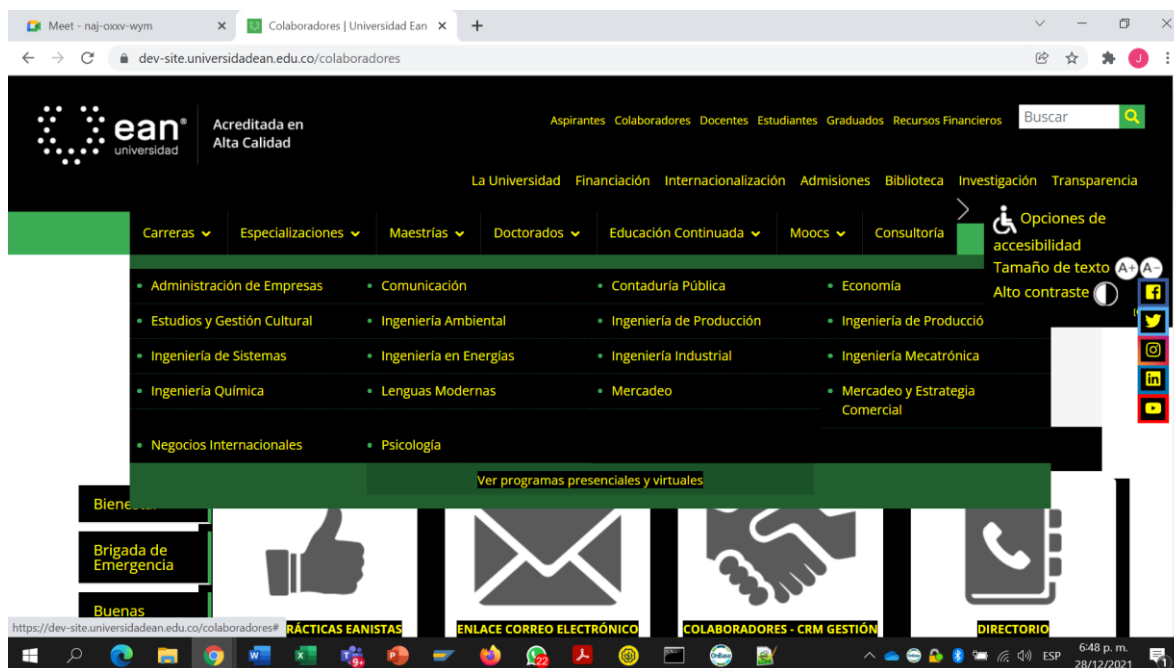 Meet - naj-oxxv-wym
Colaboradores | Universidad Ean
dev-site.universidadean.edu.co/colaboradores
J
ean®
universidad
Acreditada en
Alta Calidad
Aspirantes Colaboradores Docentes Estudiantes Graduados Recursos Financieros
Buscar
La Universidad Financiación Internacionalización Admisiones Biblioteca Investigación Transparencia
Carreras Especializaciones Maestrías Doctorados Educación Continuada Moocs Consultoría
Opciones de
accesibilidad
Tamaño de texto A+ A-
Alto contraste
Administración de Empresas Comunicación Contaduría Pública Economía
Estudios y Gestión Cultural Ingeniería Ambiental Ingeniería de Producción Ingeniería de Producció
Ingeniería de Sistemas Ingeniería en Energías Ingeniería Industrial Ingeniería Mecatrónica
Ingeniería Química Lenguas Modernas Mercadeo Mercadeo y Estrategia
Comercial
Negocios Internacionales Psicología
Ver programas presenciales y virtuales
Brigada de
Emergencia
Buenas
https://dev-site.universidadean.edu.co/colaboradores#
RÁCTICAS EANISTAS ENLACE CORREO ELECTRÓNICO COLABORADORES - CRM GESTIÓN DIRECTORIO
ESP
6:48 p. m.
28/12/2021